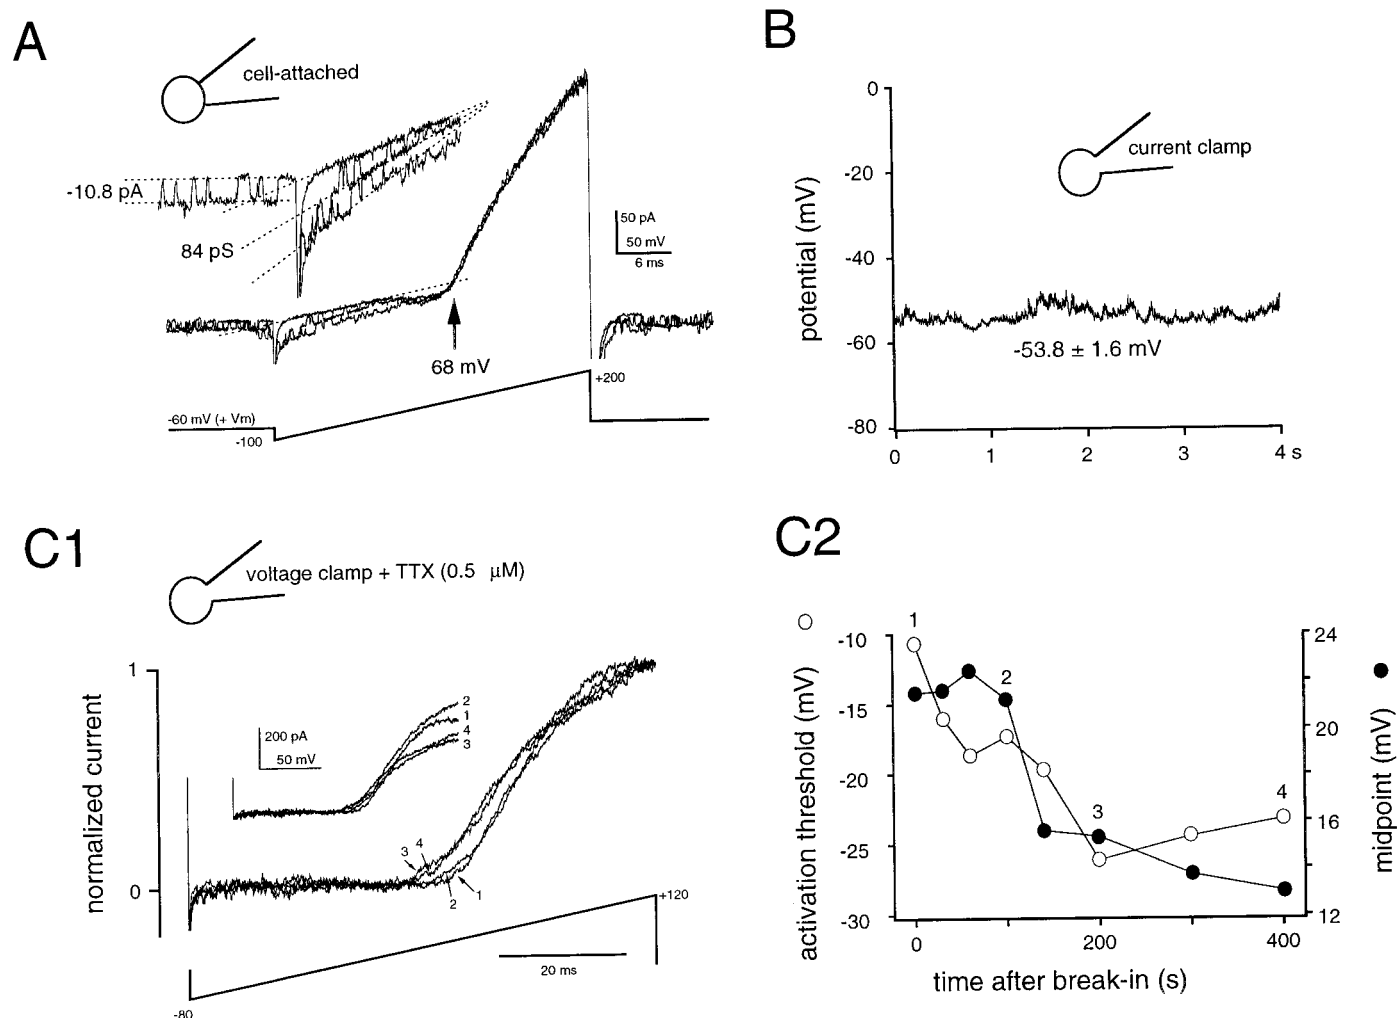 A
cell-attached
-10.8 pA
84 pS
50 pA
50 mV
6 ms
68 mV
-60 mV (+ Vm)
-100
+200
B
0
-20
-40
-60
-80
potential (mV)
current clamp
-53.8 ± 1.6 mV
0 1 2 3 4 s
C1
voltage clamp + TTX (0.5 μM)
1
0
normalized current
200 pA
50 mV
2
1
4
3
3 4
2 1
+120
20 ms
-80
C2
-10
-15
-20
-25
-30
activation threshold (mV)
1
2
3
4
24
20
16
12
midpoint (mV)
0 200 400
time after break-in (s)